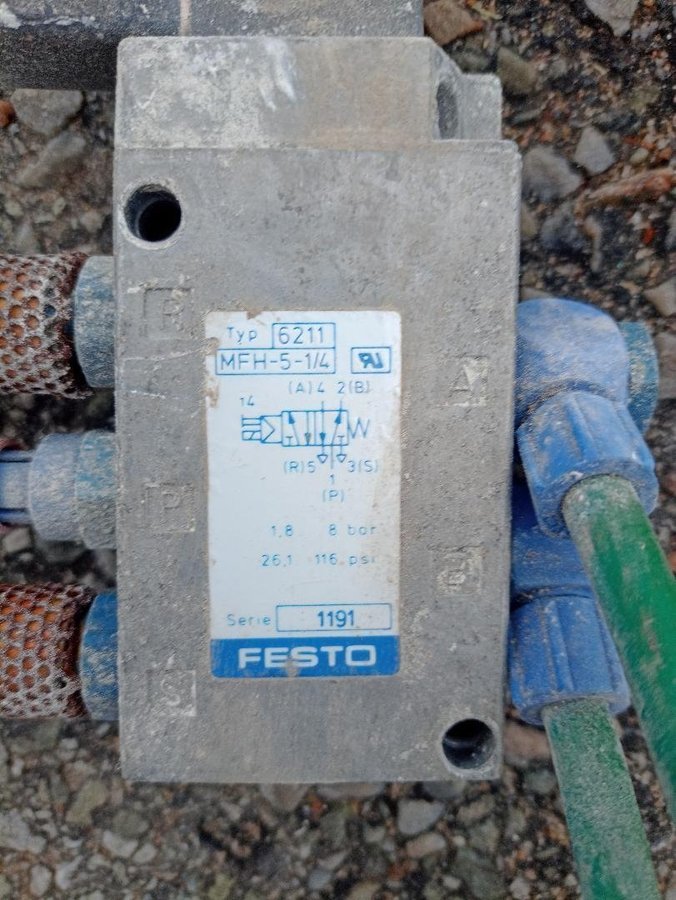 R
Typ 6211
MFH-5-1/4
(A)4 2(B)
A
14
(R)5 3(S)
1
(P)
P
1,8 8 bar
26,1 116 psi
B
Serie 1191
FESTO
S